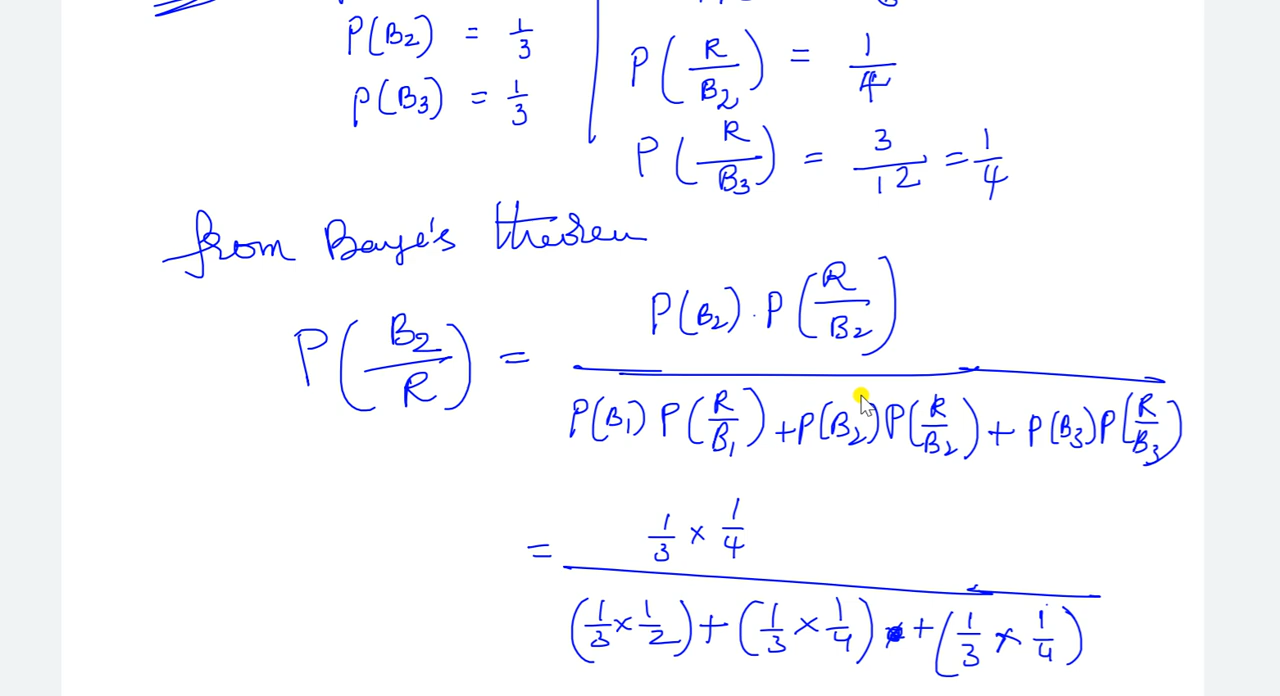 P(B2) = 1/3
P(B3) = 1/3
P(R/B2) = 1/4
P(R/B3) = 3/12 = 1/4
from Baye's theorem
P(B2/R) = P(B2) . P(R/B2) / P(B1) P(R/B1) + P(B2) P(R/B2) + P(B3) P(R/B3)
= 1/3 × 1/4 / (1/3 × 1/2) + (1/3 × 1/4) + (1/3 × 1/4)